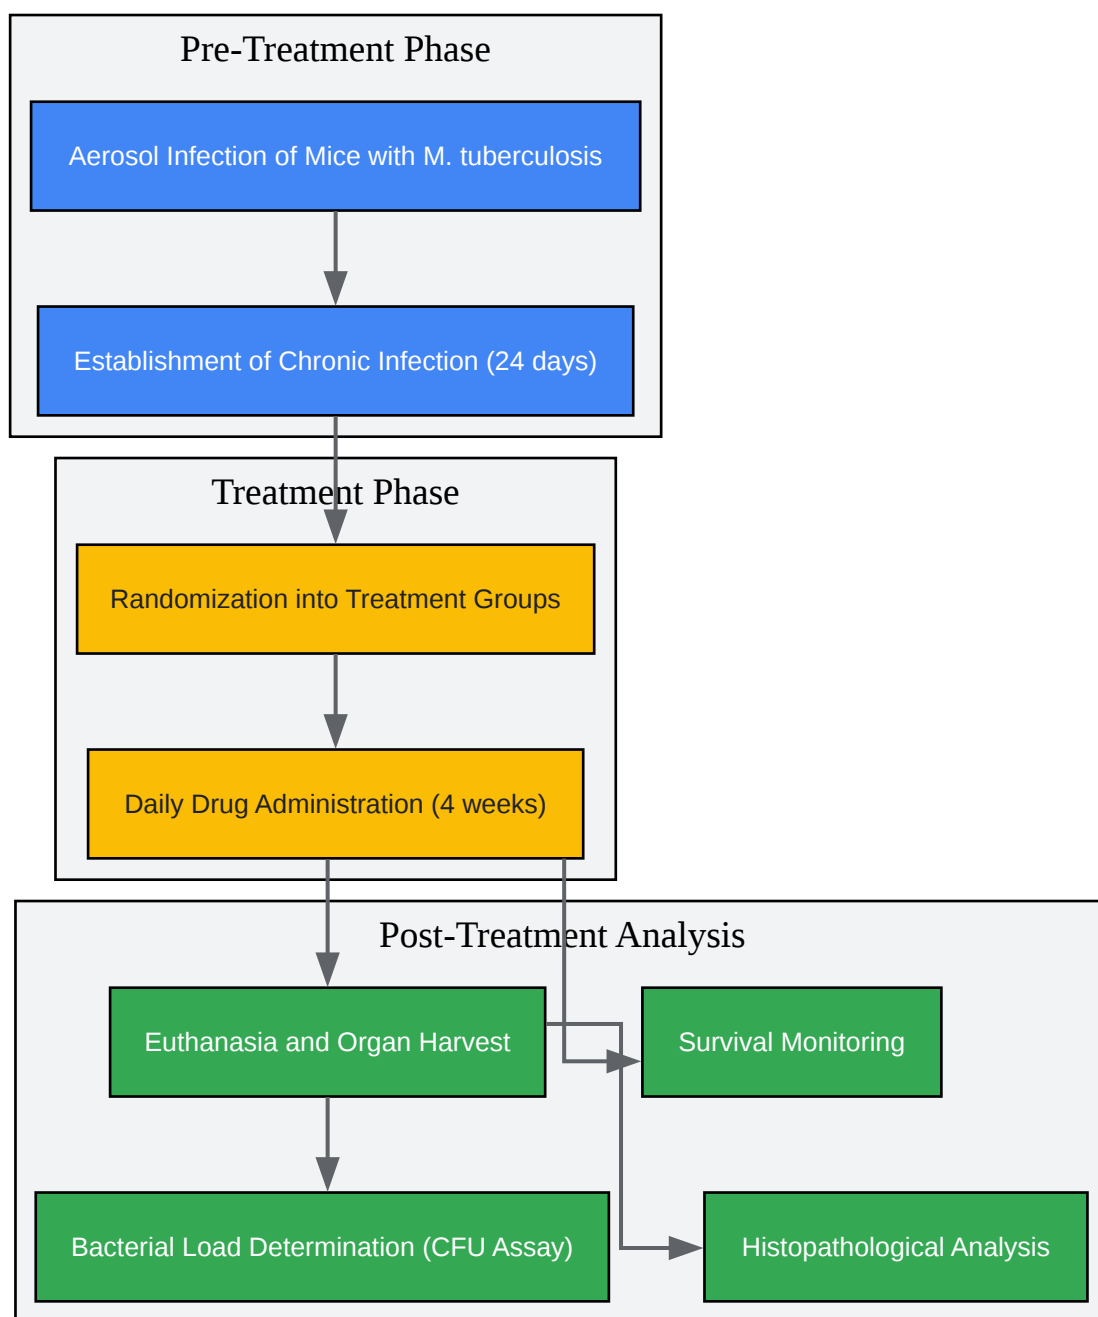 Pre-Treatment Phase
Aerosol Infection of Mice with M. tuberculosis
Establishment of Chronic Infection (24 days)
Treatment Phase
Randomization into Treatment Groups
Daily Drug Administration (4 weeks)
Post-Treatment Analysis
Euthanasia and Organ Harvest
Survival Monitoring
Bacterial Load Determination (CFU Assay)
Histopathological Analysis